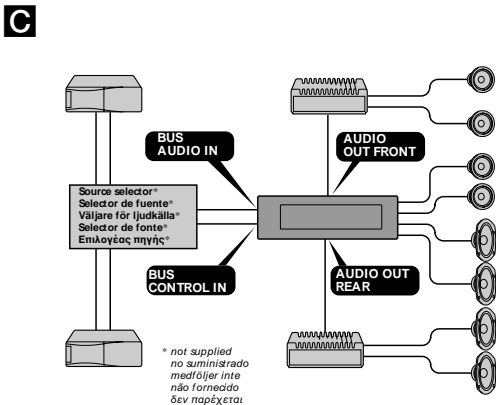 C
BUS
AUDIO IN
AUDIO
OUT FRONT
Source selector*
Selector de fuente*
Väljare för ljudkälla*
Selector de fonte*
Επιλογέας πηγής*
BUS
CONTROL IN
AUDIO OUT
REAR
* not supplied
no suministrado
medföljer inte
não fornecido
δεν παρέχεται